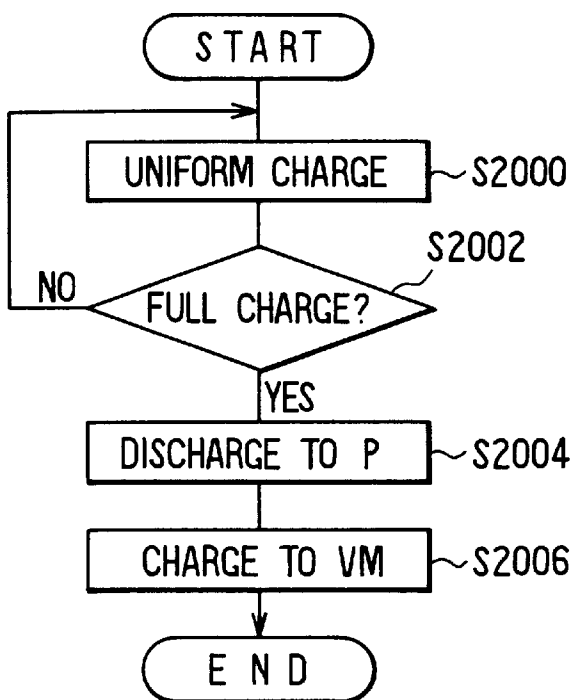 START
UNIFORM CHARGE S2000
S2002
NO FULL CHARGE?
YES
DISCHARGE TO P S2004
CHARGE TO VM S2006
END